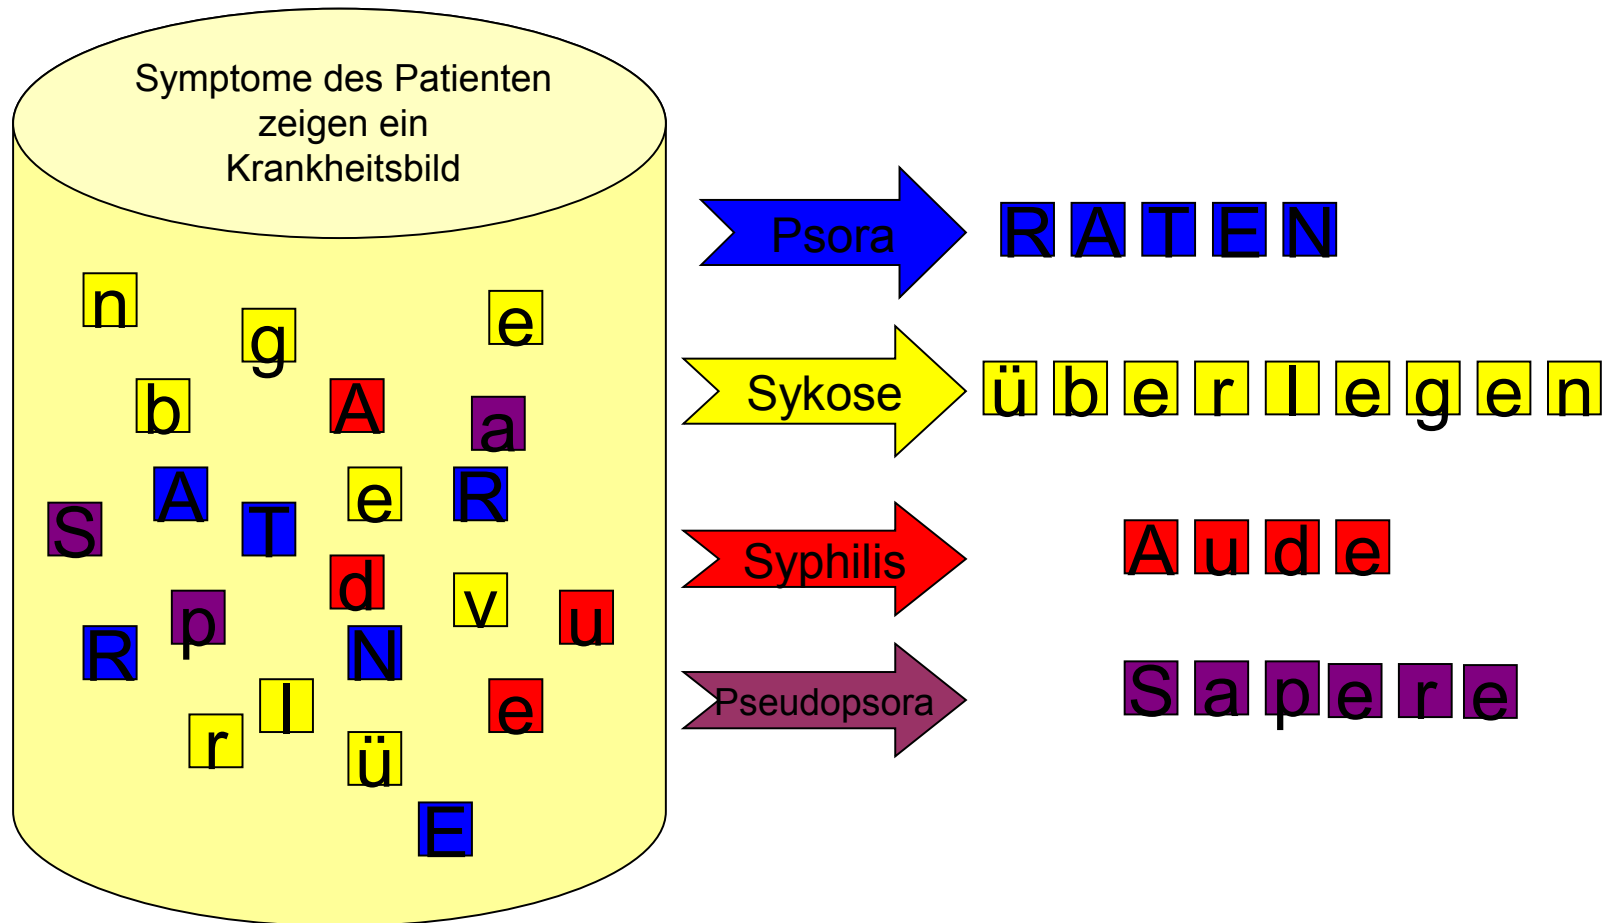 Symptome des Patienten
zeigen ein
Krankheitsbild
n
g
e
b
A
a
A
e
R
S
T
d
v
p
u
R
N
l
e
r
ü
E
Psora
RATEN
Sykose
überlegen
Syphilis
Aude
Pseudopsora
Sapere